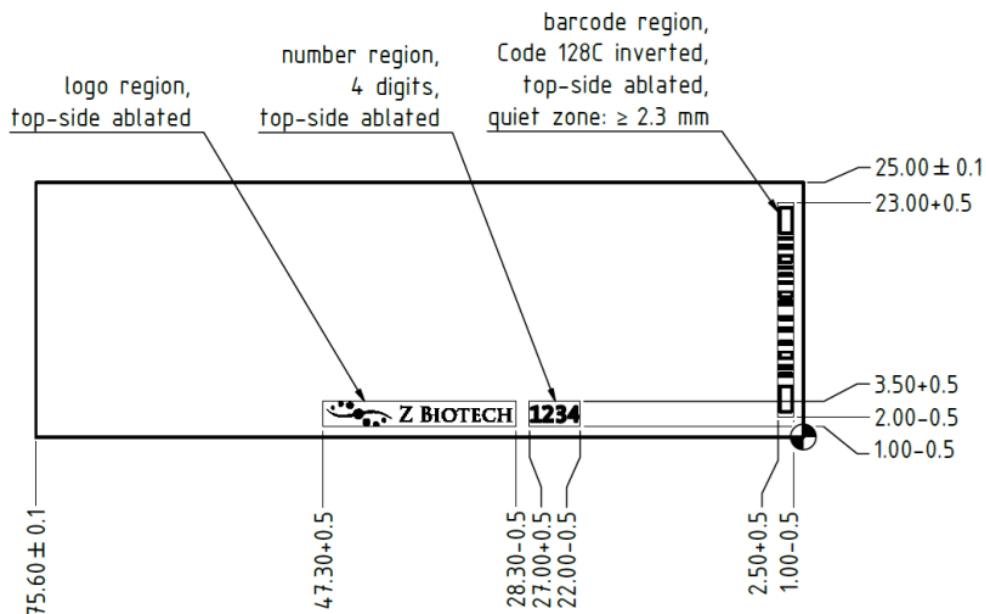 logo region,
top-side ablated
number region,
4 digits,
top-side ablated
barcode region,
Code 128C inverted,
top-side ablated,
quiet zone: ≥ 2.3 mm
25.00 ± 0.1
23.00+0.5
Z BIOTECH
1234
3.50+0.5
2.00-0.5
1.00-0.5
75.60 ± 0.1
47.30+0.5
28.30-0.5
27.00+0.5
22.00-0.5
2.50+0.5
1.00-0.5